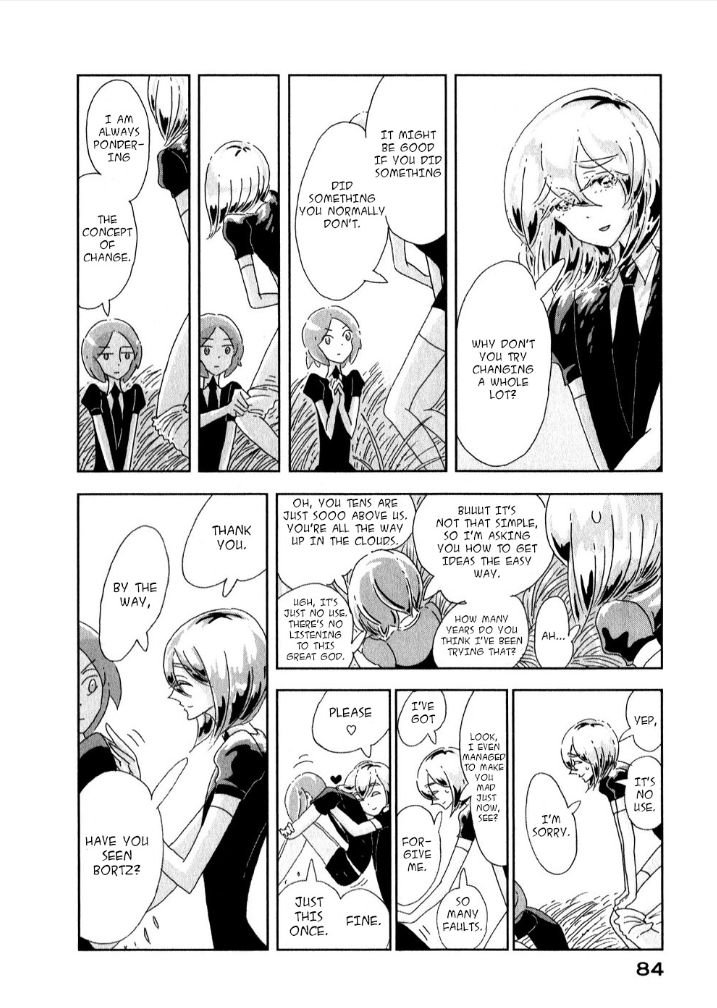 WHY DON'T
YOU TRY
CHANGING
A WHOLE
LOT?
IT MIGHT
BE GOOD
IF YOU DID
SOMETHING
DID
SOMETHING
YOU NORMALLY
DON'T.
I AM
ALWAYS
PONDER-
ING
THE
CONCEPT
OF
CHANGE.
AH...
BUUUT IT'S
NOT THAT SIMPLE,
SO I'M ASKING
YOU HOW TO GET
IDEAS THE EASY
WAY.
HOW MANY
YEARS DO YOU
THINK I'VE BEEN
TRYING THAT?
OH, YOU TENS ARE
JUST SOOO ABOVE US.
YOU'RE ALL THE WAY
UP IN THE CLOUDS.
UGH, IT'S
JUST NO USE.
THERE'S NO
LISTENING
TO THIS
GREAT GOD.
YEP,
IT'S
NO USE.
I'M
SORRY.
LOOK,
I EVEN
MANAGED
TO MAKE
YOU
MAD
JUST
NOW,
SEE?
SO
MANY
FAULTS.
I'VE
GOT
FOR-
GIVE
ME.
PLEASE
♡
FINE.
JUST
THIS
ONCE.
THANK
YOU.
BY THE
WAY,
HAVE YOU
SEEN
BORTZ?
84